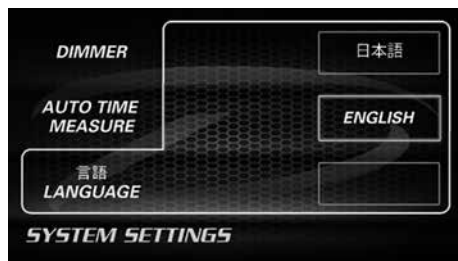 DIMMER
日本語
AUTO TIME
MEASURE
ENGLISH
言語
LANGUAGE
SYSTEM SETTINGS